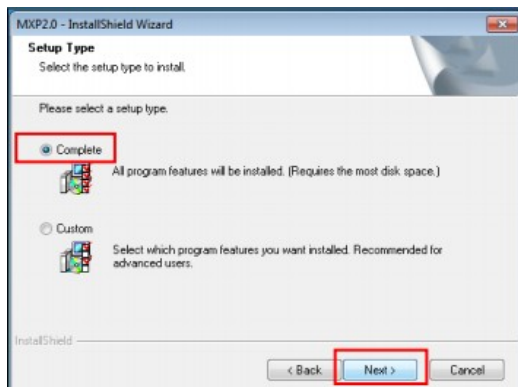 MXP2.0 - InstallShield Wizard
Setup Type
Select the setup type to install.
Please select a setup type.
Complete
All program features will be installed. (Requires the most disk space.)
Custom
Select which program features you want installed. Recommended for
advanced users.
InstallShield
< Back
Next >
Cancel